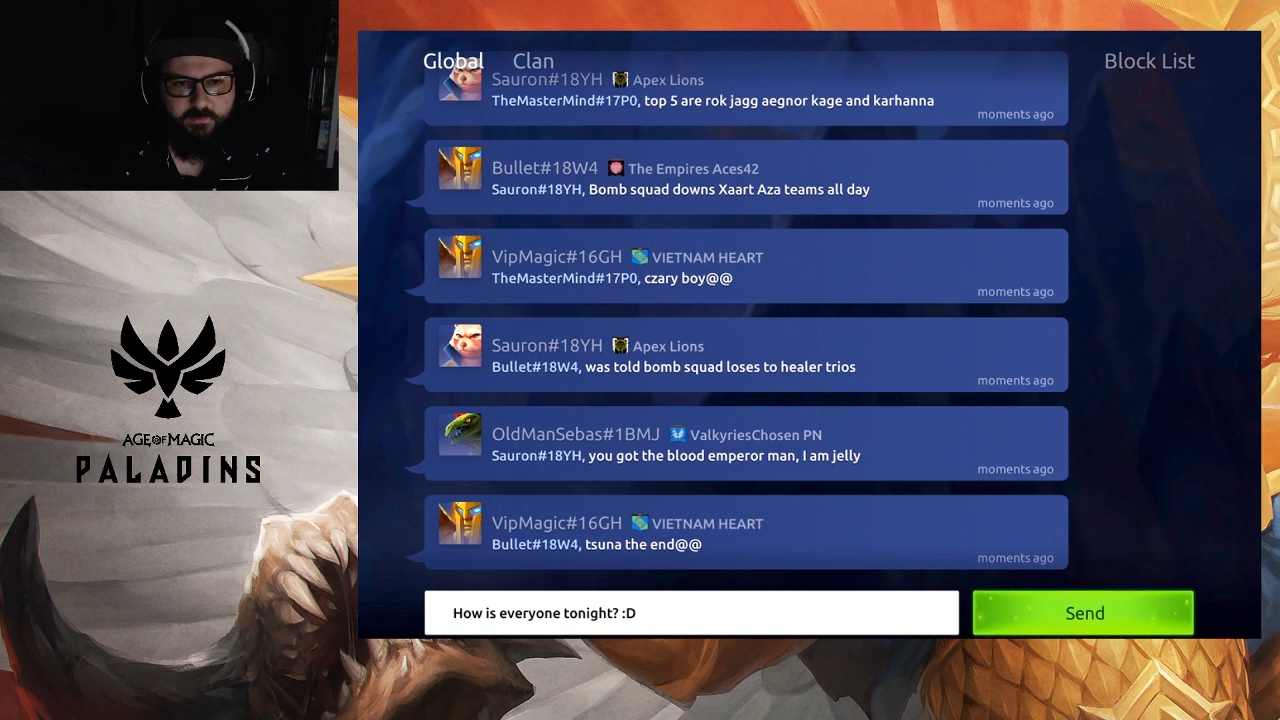 Global Clan Block List
Sauron#18YH Apex Lions
TheMasterMind#17P0, top 5 are rok jagg aegnor kage and karhanna
moments ago
Bullet#18W4 The Empires Aces42
Sauron#18YH, Bomb squad downs Xaart Aza teams all day
moments ago
VipMagic#16GH VIETNAM HEART
TheMasterMind#17P0, czary boy@@
moments ago
Sauron#18YH Apex Lions
Bullet#18W4, was told bomb squad loses to healer trios
moments ago
OldManSebas#1BMJ ValkyriesChosen PN
Sauron#18YH, you got the blood emperor man, I am jelly
moments ago
VipMagic#16GH VIETNAM HEART
Bullet#18W4, tsuna the end@@
moments ago
How is everyone tonight? :D
Send
AGE OF MAGIC
PALADINS